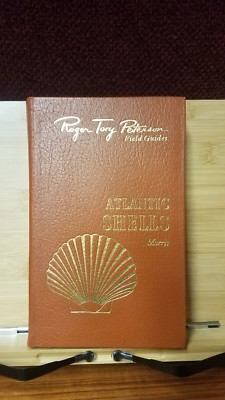 Roger Tory Peterson
Field Guides
ATLANTIC
SHELLS
Morris